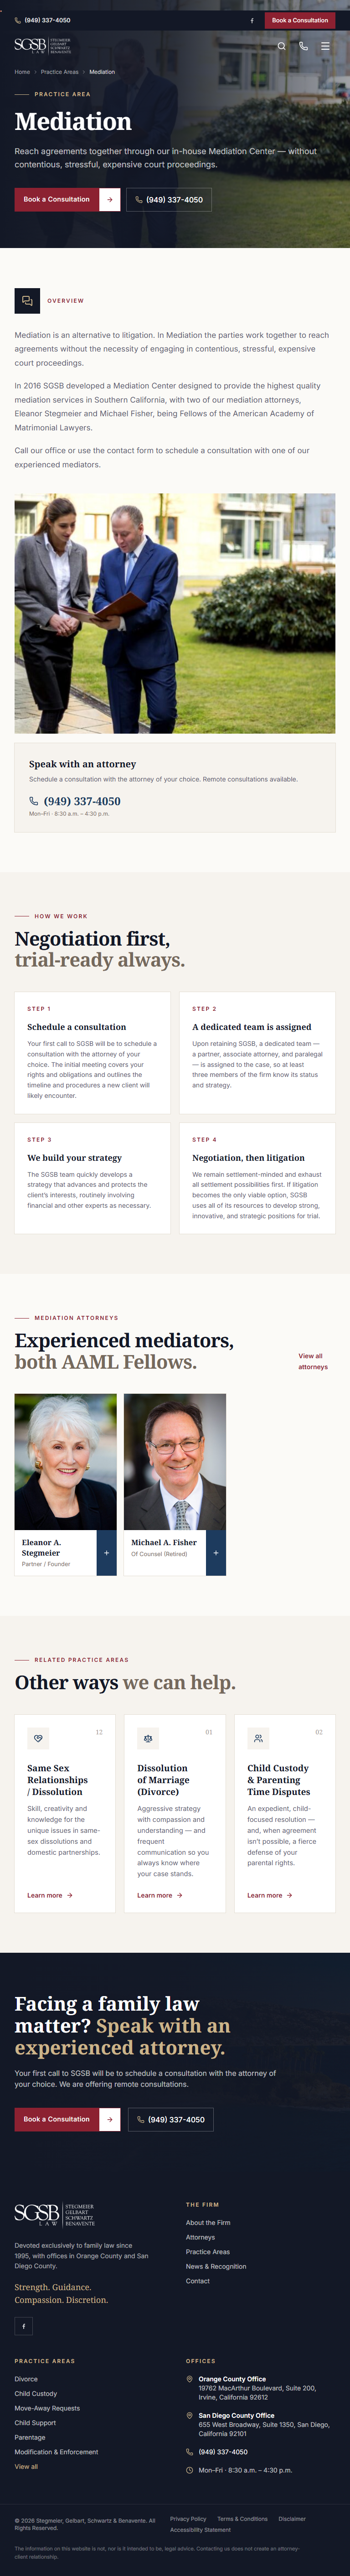 (949) 337-4050
Book a Consultation
SGSB
LAW
STEGMEIER
GELBART
SCHWARTZ
BENAVENTE
Home
Practice Areas
Mediation
PRACTICE AREA
Mediation
Reach agreements together through our in-house Mediation Center — without
contentious, stressful, expensive court proceedings.
Book a Consultation
(949) 337-4050
OVERVIEW
Mediation is an alternative to litigation. In Mediation the parties work together to reach
agreements without the necessity of engaging in contentious, stressful, expensive
court proceedings.
In 2016 SGSB developed a Mediation Center designed to provide the highest quality
mediation services in Southern California, with two of our mediation attorneys,
Eleanor Stegmeier and Michael Fisher, being Fellows of the American Academy of
Matrimonial Lawyers.
Call our office or use the contact form to schedule a consultation with one of our
experienced mediators.
Speak with an attorney
Schedule a consultation with the attorney of your choice. Remote consultations available.
(949) 337-4050
Mon–Fri · 8:30 a.m. – 4:30 p.m.
HOW WE WORK
Negotiation first,
trial-ready always.
STEP 1
Schedule a consultation
Your first call to SGSB will be to schedule a
consultation with the attorney of your
choice. The initial meeting covers your
rights and obligations and outlines the
timeline and procedures a new client will
likely encounter.
STEP 2
A dedicated team is assigned
Upon retaining SGSB, a dedicated team —
a partner, associate attorney, and paralegal
— is assigned to the case, so at least
three members of the firm know its status
and strategy.
STEP 3
We build your strategy
The SGSB team quickly develops a
strategy that advances and protects the
client's interests, routinely involving
financial and other experts as necessary.
STEP 4
Negotiation, then litigation
We remain settlement-minded and exhaust
all settlement possibilities first. If litigation
becomes the only viable option, SGSB
uses all of its resources to develop strong,
innovative, and strategic positions for trial.
MEDIATION ATTORNEYS
Experienced mediators,
both AAML Fellows.
View all
attorneys
Eleanor A.
Stegmeier
Partner / Founder
Michael A. Fisher
Of Counsel (Retired)
RELATED PRACTICE AREAS
Other ways we can help.
12
Same Sex
Relationships
/ Dissolution
Skill, creativity and
knowledge for the
unique issues in same-
sex dissolutions and
domestic partnerships.
Learn more
01
Dissolution
of Marriage
(Divorce)
Aggressive strategy
with compassion and
understanding — and
frequent
communication so you
always know where
your case stands.
Learn more
02
Child Custody
& Parenting
Time Disputes
An expedient, child-
focused resolution —
and, when agreement
isn't possible, a fierce
defense of your
parental rights.
Learn more
Facing a family law
matter? Speak with an
experienced attorney.
Your first call to SGSB will be to schedule a consultation with the attorney of
your choice. We are offering remote consultations.
Book a Consultation
(949) 337-4050
SGSB
LAW
STEGMEIER
GELBART
SCHWARTZ
BENAVENTE
Devoted exclusively to family law since
1995, with offices in Orange County and San
Diego County.
Strength. Guidance.
Compassion. Discretion.
THE FIRM
About the Firm
Attorneys
Practice Areas
News & Recognition
Contact
PRACTICE AREAS
Divorce
Child Custody
Move-Away Requests
Child Support
Parentage
Modification & Enforcement
View all
OFFICES
Orange County Office
19762 MacArthur Boulevard, Suite 200,
Irvine, California 92612
San Diego County Office
655 West Broadway, Suite 1350, San Diego,
California 92101
(949) 337-4050
Mon–Fri · 8:30 a.m. – 4:30 p.m.
© 2026 Stegmeier, Gelbart, Schwartz & Benavente. All
Rights Reserved.
Privacy Policy
Terms & Conditions
Disclaimer
Accessibility Statement
The information on this website is not, nor is it intended to be, legal advice. Contacting us does not create an attorney-
client relationship.